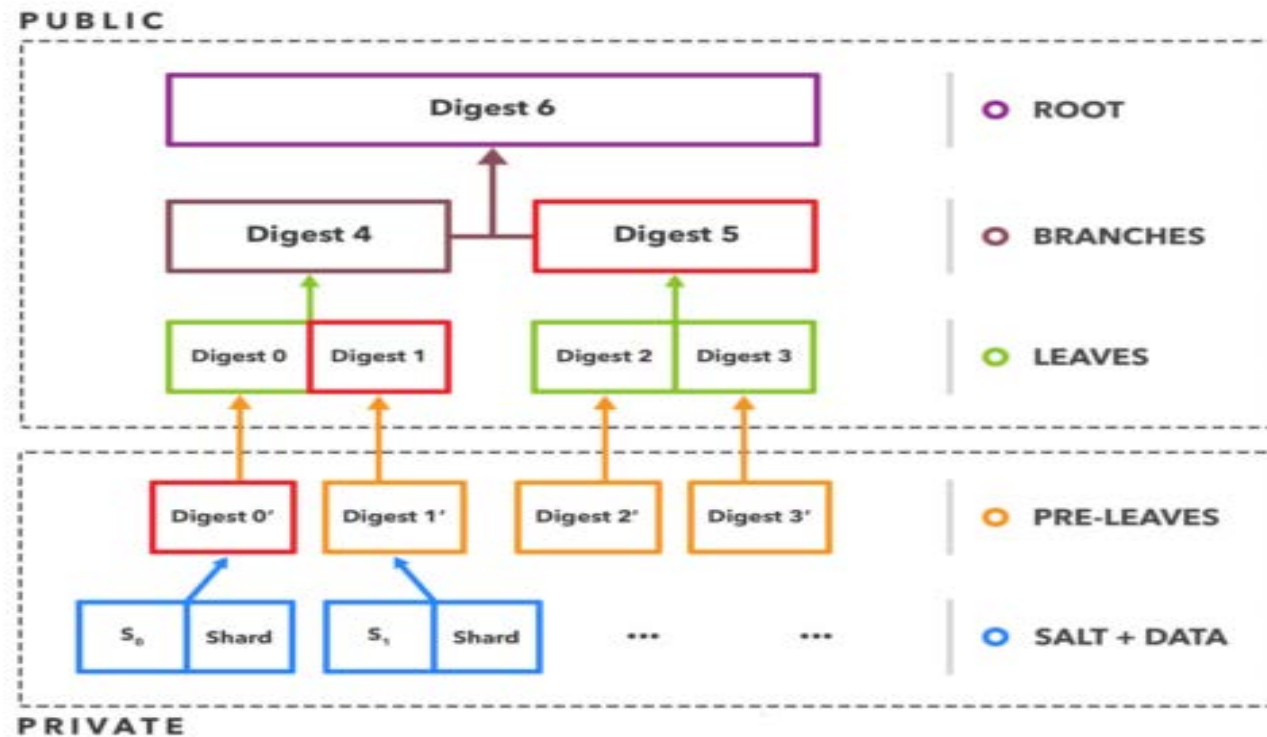 PUBLIC
Digest 6
ROOT
Digest 4
Digest 5
BRANCHES
Digest 0
Digest 1
Digest 2
Digest 3
LEAVES
Digest 0′
Digest 1′
Digest 2′
Digest 3′
PRE-LEAVES
S₀
Shard
S₁
Shard
...
...
SALT + DATA
PRIVATE